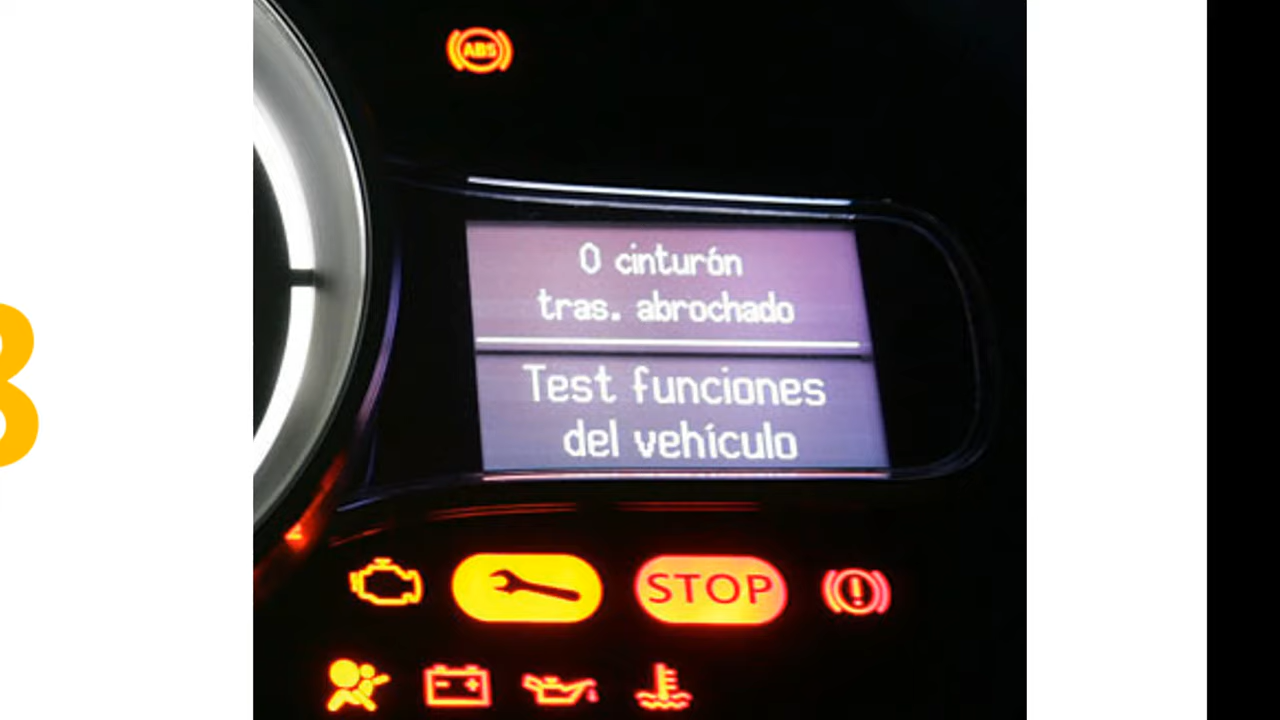 ABS
0 cinturón
tras. abrochado
Test funciones
del vehículo
STOP